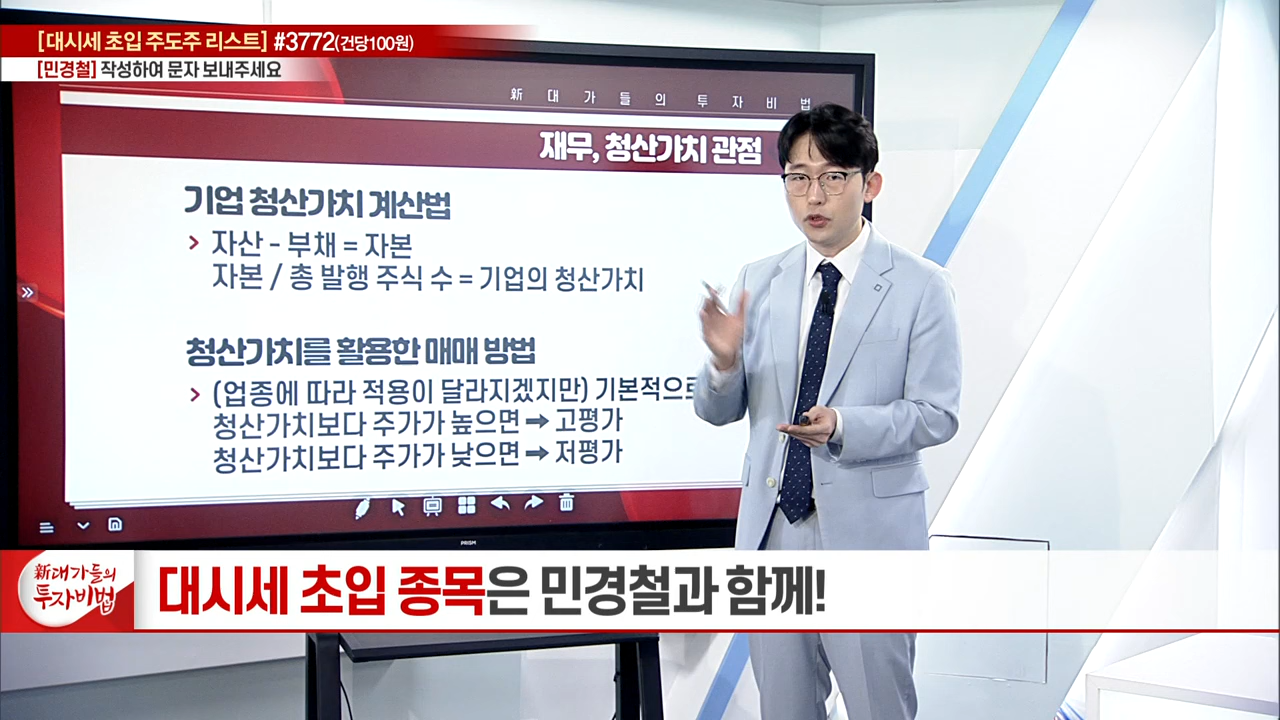 [대시세 초입 주도주 리스트] #3772(건당100원)
[민경철] 작성하여 문자 보내주세요
新 대 가 들 의 투 자 비 법
재무, 청산가치 관점
기업 청산가치 계산법
자산 - 부채 = 자본
자본 / 총 발행 주식 수 = 기업의 청산가치
청산가치를 활용한 매매 방법
(업종에 따라 적용이 달라지겠지만) 기본적으로
청산가치보다 주가가 높으면 ➡ 고평가
청산가치보다 주가가 낮으면 ➡ 저평가
PRISM
新대가들의
투자비법
대시세 초입 종목은 민경철과 함께!